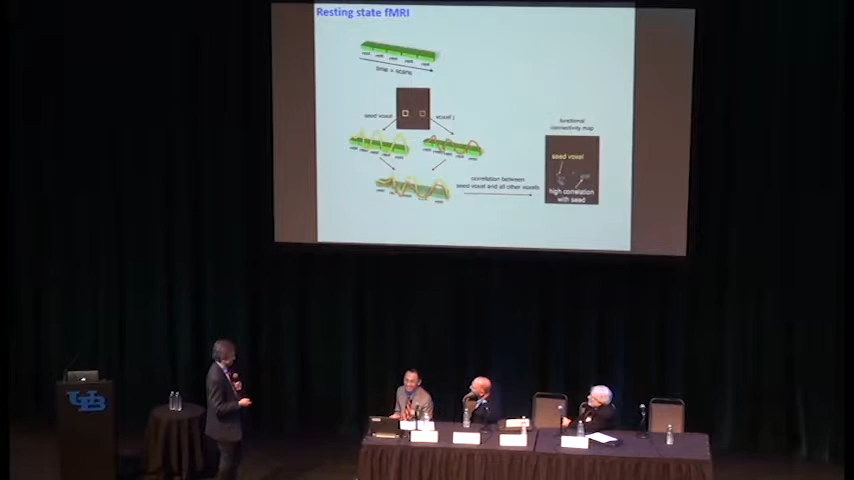 Resting state fMRI
time = scans
seed voxel
voxel j
functional
connectivity map
seed voxel
correlation between
seed voxel and all other voxels
high correlation
with seed
UB